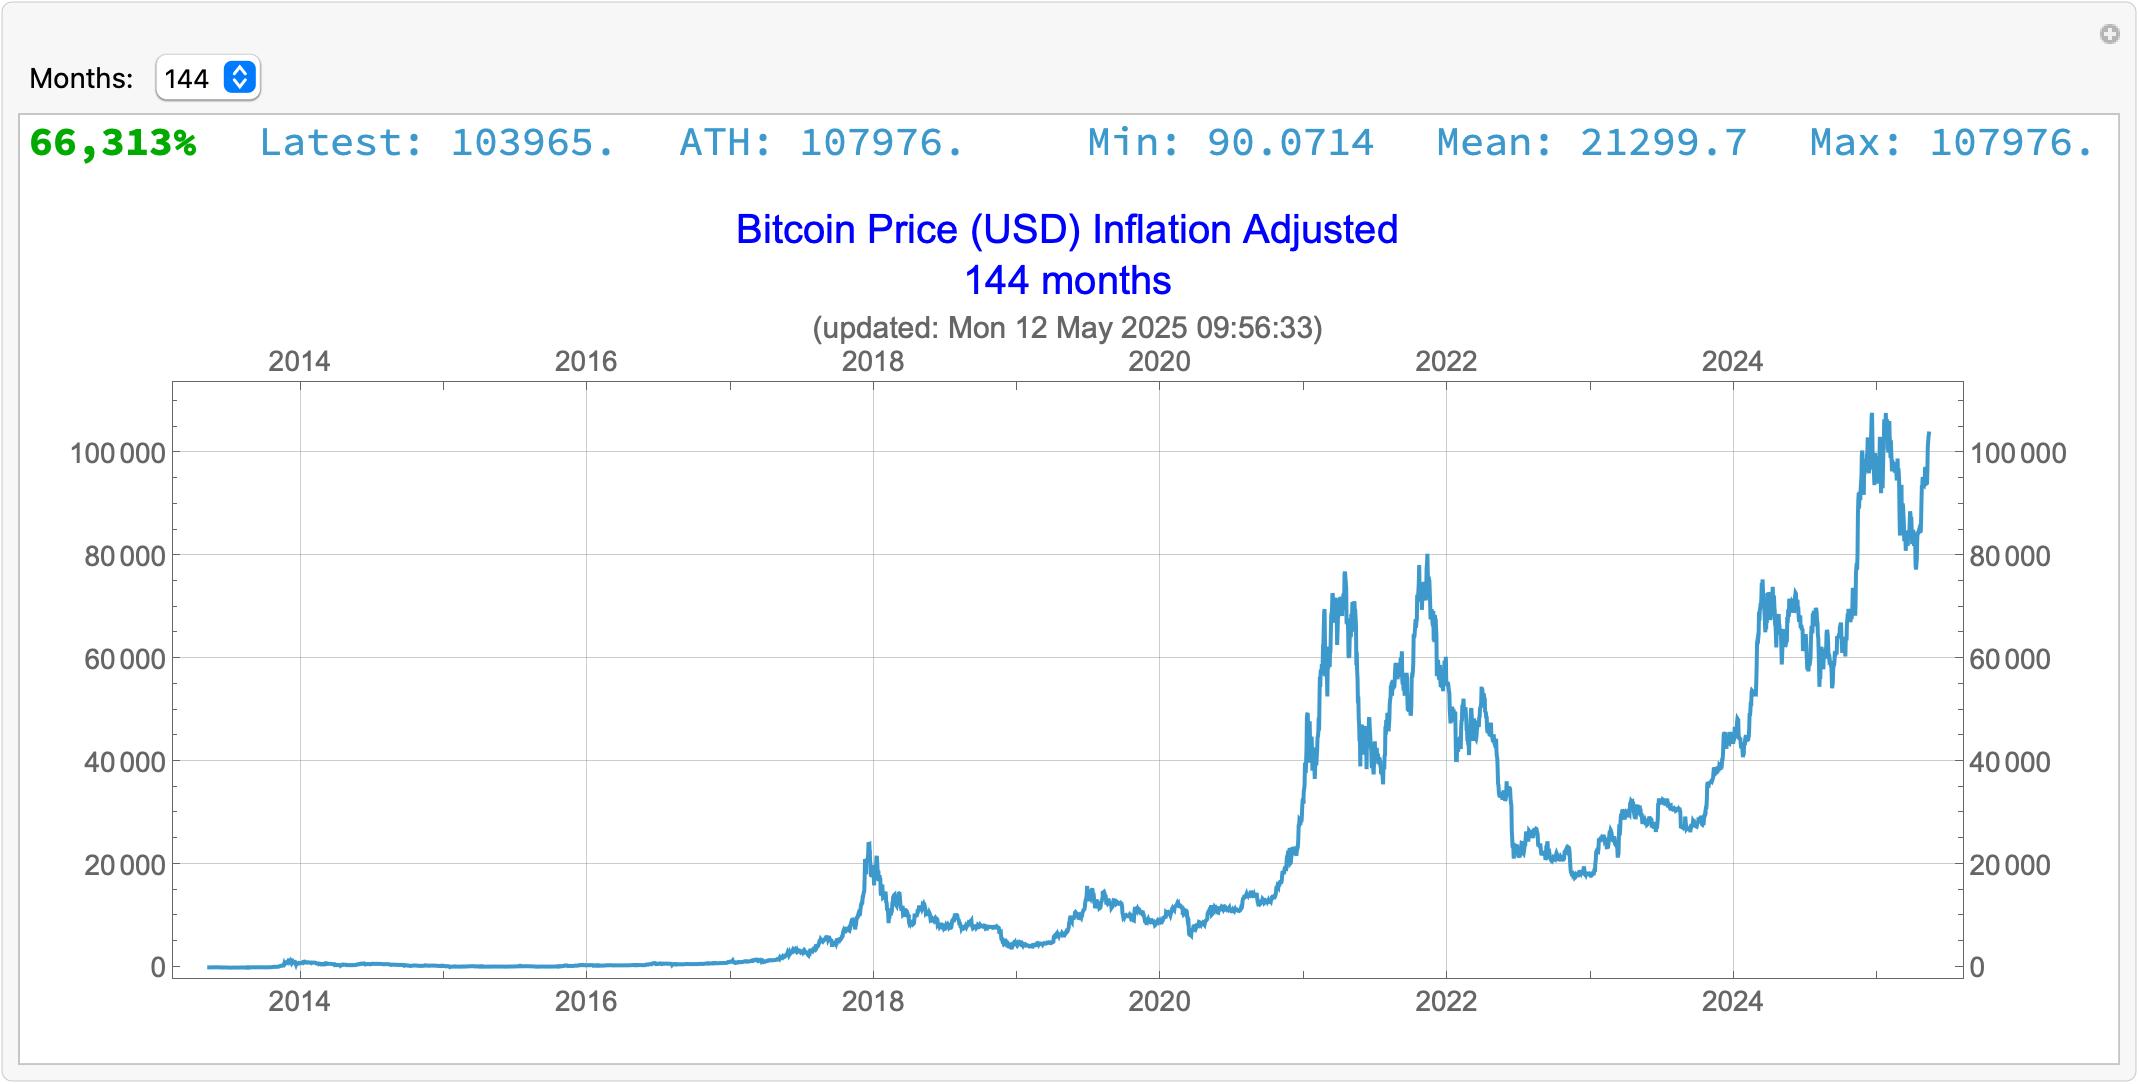 Months: 144
66,313% Latest: 103965. ATH: 107976. Min: 90.0714 Mean: 21299.7 Max: 107976.
Bitcoin Price (USD) Inflation Adjusted
144 months
(updated: Mon 12 May 2025 09:56:33)
2014 2016 2018 2020 2022 2024
100 000 100 000
80 000 80 000
60 000 60 000
40 000 40 000
20 000 20 000
0 0
2014 2016 2018 2020 2022 2024